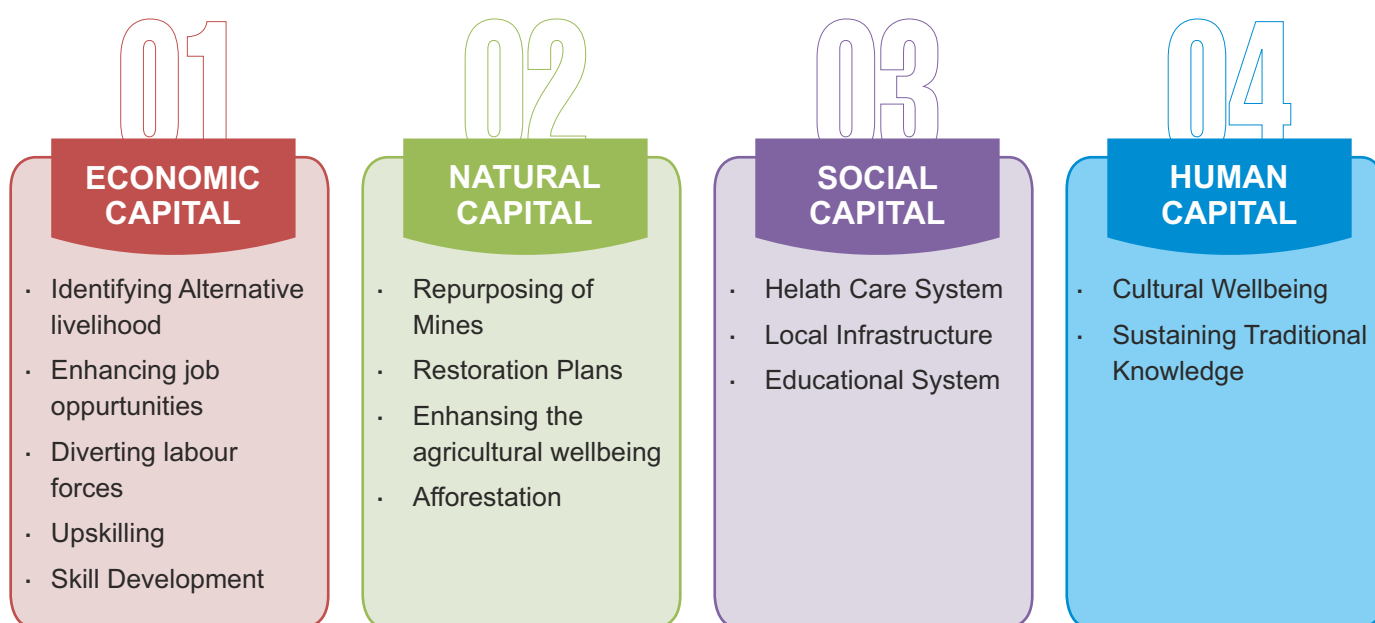 01
ECONOMIC
CAPITAL
· Identifying Alternative
livelihood
· Enhancing job
oppurtunities
· Diverting labour
forces
· Upskilling
· Skill Development
02
NATURAL
CAPITAL
· Repurposing of
Mines
· Restoration Plans
· Enhansing the
agricultural wellbeing
· Afforestation
03
SOCIAL
CAPITAL
· Helath Care System
· Local Infrastructure
· Educational System
04
HUMAN
CAPITAL
· Cultural Wellbeing
· Sustaining Traditional
Knowledge